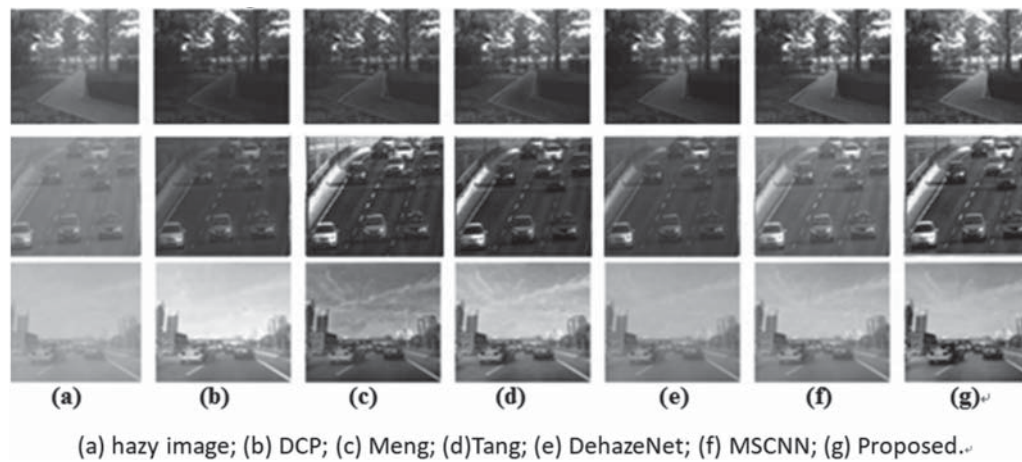 (a) (b) (c) (d) (e) (f) (g)
(a) hazy image; (b) DCP; (c) Meng; (d)Tang; (e) DehazeNet; (f) MSCNN; (g) Proposed.